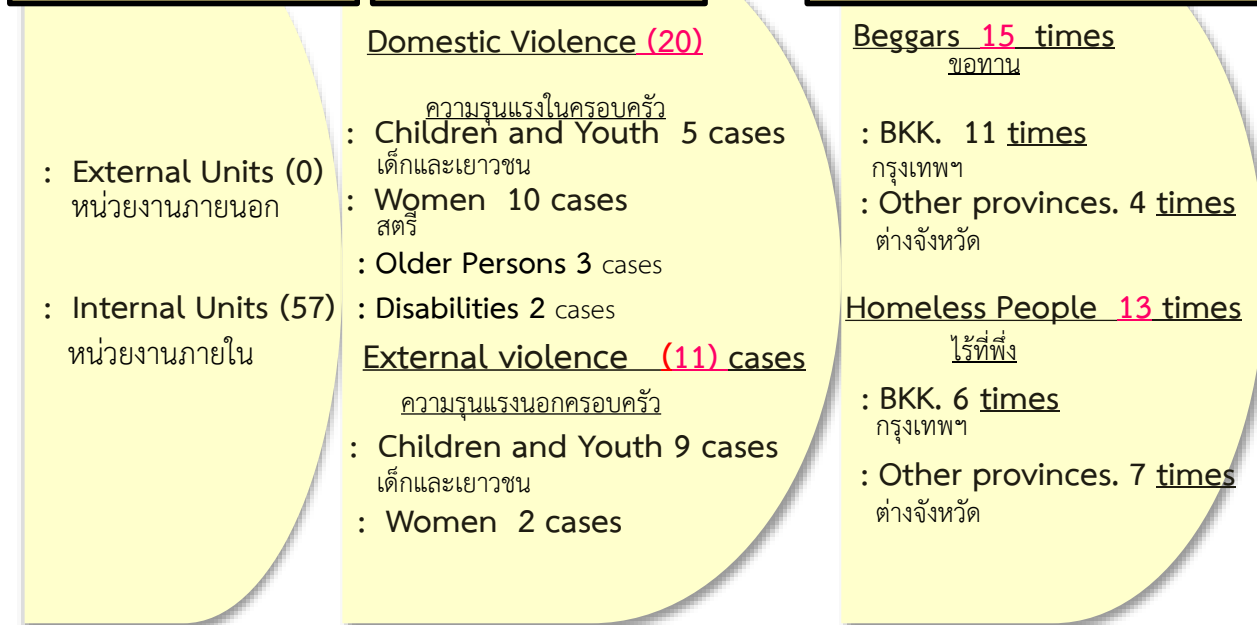 : External Units (0)
หน่วยงานภายนอก
: Internal Units (57)
หน่วยงานภายใน
Domestic Violence (20)
ความรุนแรงในครอบครัว
: Children and Youth 5 cases
เด็กและเยาวชน
: Women 10 cases
สตรี
: Older Persons 3 cases
: Disabilities 2 cases
External violence (11) cases
ความรุนแรงนอกครอบครัว
: Children and Youth 9 cases
เด็กและเยาวชน
: Women 2 cases
Beggars 15 times
ขอทาน
: BKK. 11 times
กรุงเทพฯ
: Other provinces. 4 times
ต่างจังหวัด
Homeless People 13 times
ไร้ที่พึ่ง
: BKK. 6 times
กรุงเทพฯ
: Other provinces. 7 times
ต่างจังหวัด